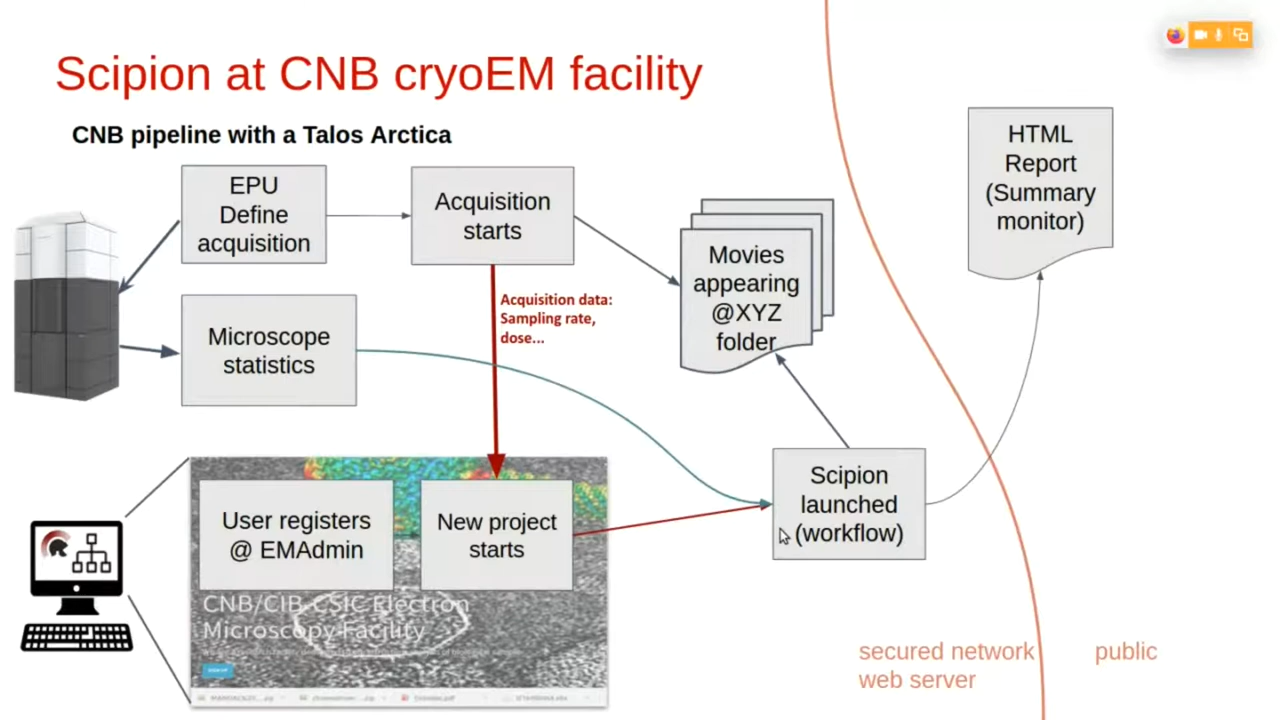 Scipion at CNB cryoEM facility
CNB pipeline with a Talos Arctica
EPU
Define
acquisition
Acquisition
starts
Movies
appearing
@XYZ
folder
HTML
Report
(Summary
monitor)
Microscope
statistics
Acquisition data:
Sampling rate,
dose...
User registers
@ EMAdmin
New project
starts
Scipion
launched
(workflow)
CNB/CIB-CSIC Electron
Microscopy Facility
secured network
web server
public